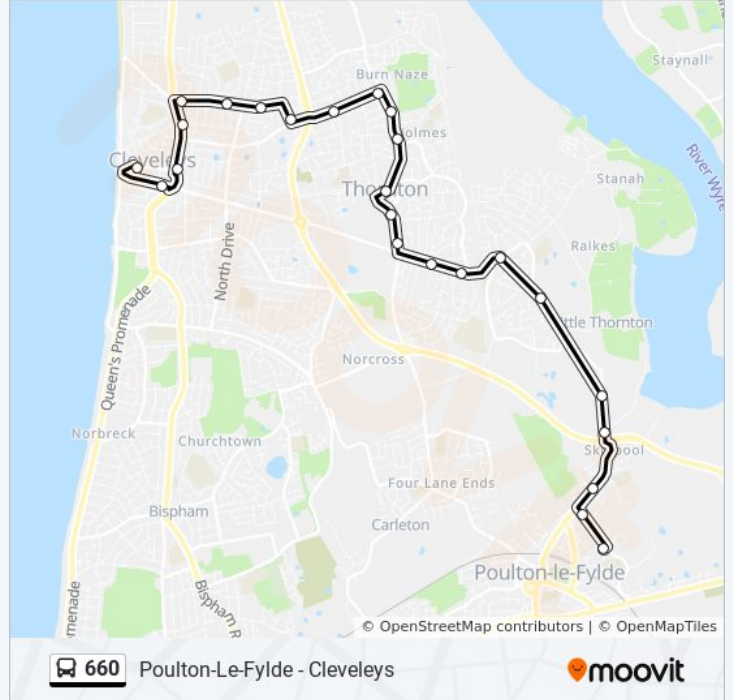 Burn Naze
Staynall
Holmes
Cleveleys
River Wyre
Stanah
Thornton
Raikes
North Drive
Little Thornton
Queen's Promenade
Norcross
Norbreck
Churchtown
Skippool
Four Lane Ends
Bispham
Carleton
Poulton-le-Fylde
menade
Bispham R
© OpenStreetMap contributors | © OpenMapTiles
660 Poulton-Le-Fylde - Cleveleys
moovit